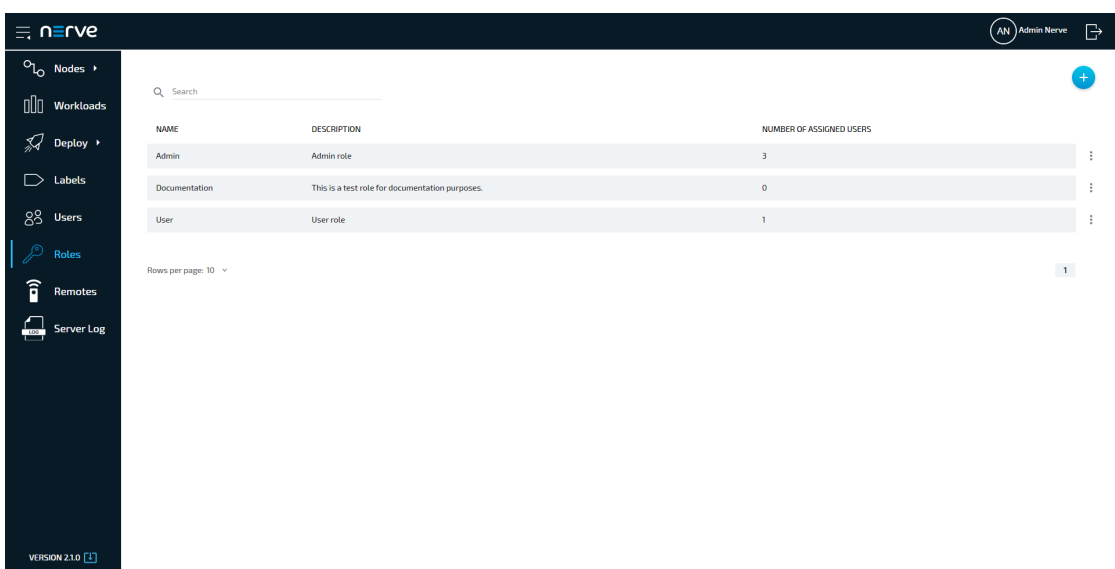 nerve
AN Admin Nerve
Nodes
Workloads
Deploy
Labels
Users
Roles
Remotes
LOG Server Log
VERSION 2.1.0
Search
NAME DESCRIPTION NUMBER OF ASSIGNED USERS
Admin Admin role 3
Documentation This is a test role for documentation purposes. 0
User User role 1
Rows per page: 10 1